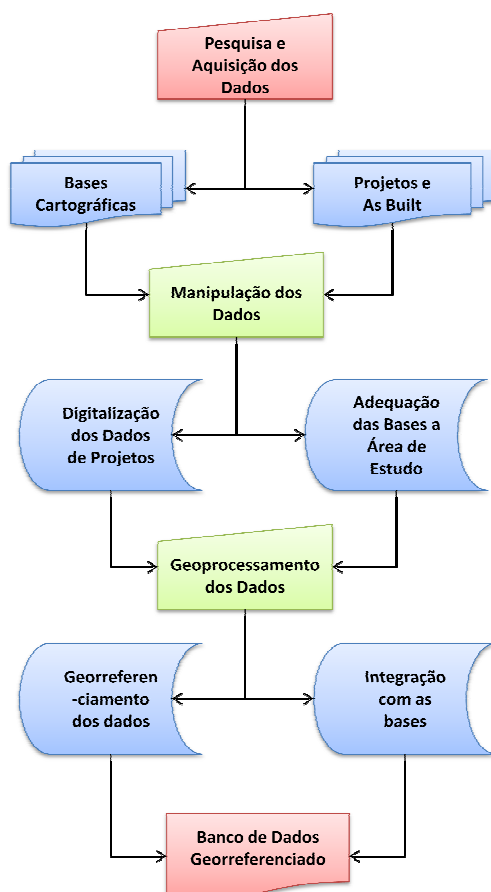 Pesquisa e
Aquisição dos
Dados
Bases
Cartográficas
Projetos e
As Built
Manipulação dos
Dados
Digitalização
dos Dados
de Projetos
Adequação
das Bases a
Área de
Estudo
Geoprocessamento
dos Dados
Georreferen
-ciamento
dos dados
Integração
com as
bases
Banco de Dados
Georreferenciado